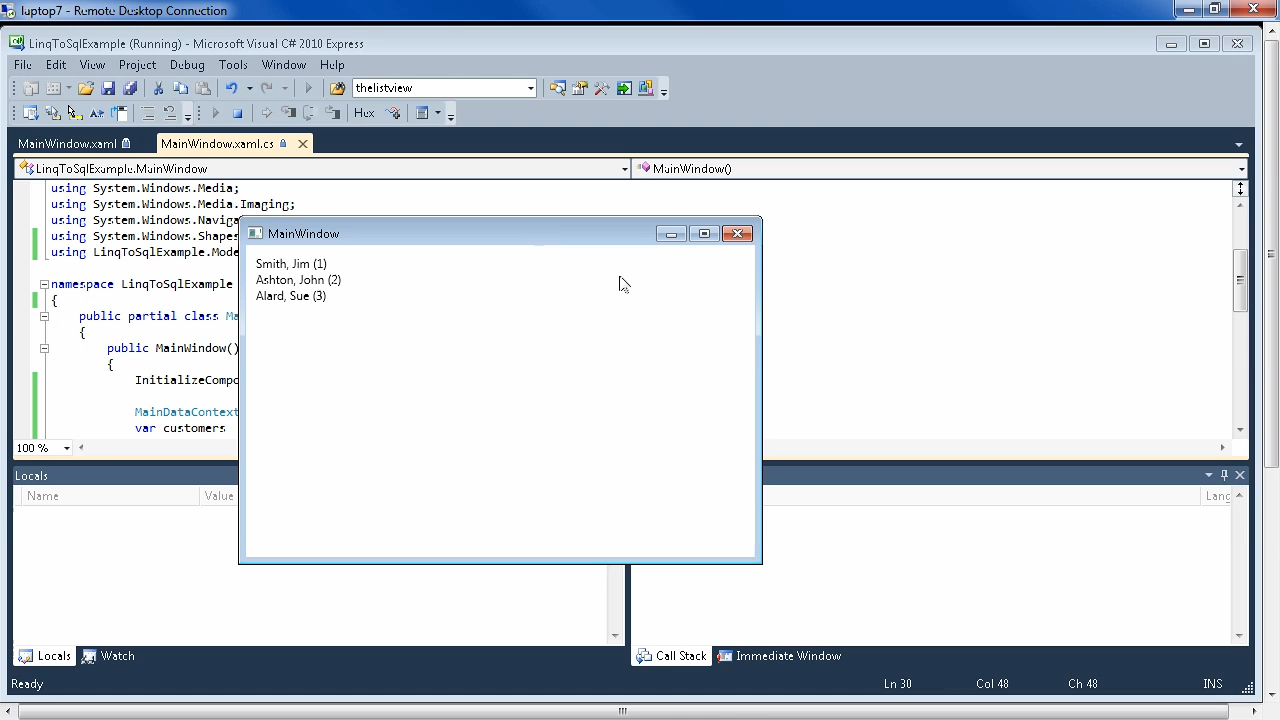 laptop7 - Remote Desktop Connection
LinqToSqlExample (Running) - Microsoft Visual C# 2010 Express
File Edit View Project Debug Tools Window Help
thelistview
Hex
MainWindow.xaml MainWindow.xaml.cs
LinqToSqlExample.MainWindow MainWindow()
using System.Windows.Media;
using System.Windows.Media.Imaging;
using System.Windows.Naviga
using System.Windows.Shapes
using LinqToSqlExample.Mode
namespace LinqToSqlExample
{
public partial class Ma
{
public MainWindow()
{
InitializeCompo
MainDataContext
var customers
100 %
MainWindow
Smith, Jim (1)
Ashton, John (2)
Alard, Sue (3)
Locals
Name Value Lang
Locals Watch Call Stack Immediate Window
Ready Ln 30 Col 48 Ch 48 INS